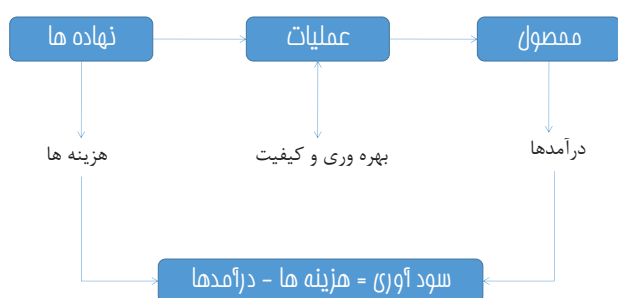 نهاده ها
عملیات
محصول
هزینه ها
بهره وری و کیفیت
درآمدها
سود آوری = هزینه ها - درآمدها